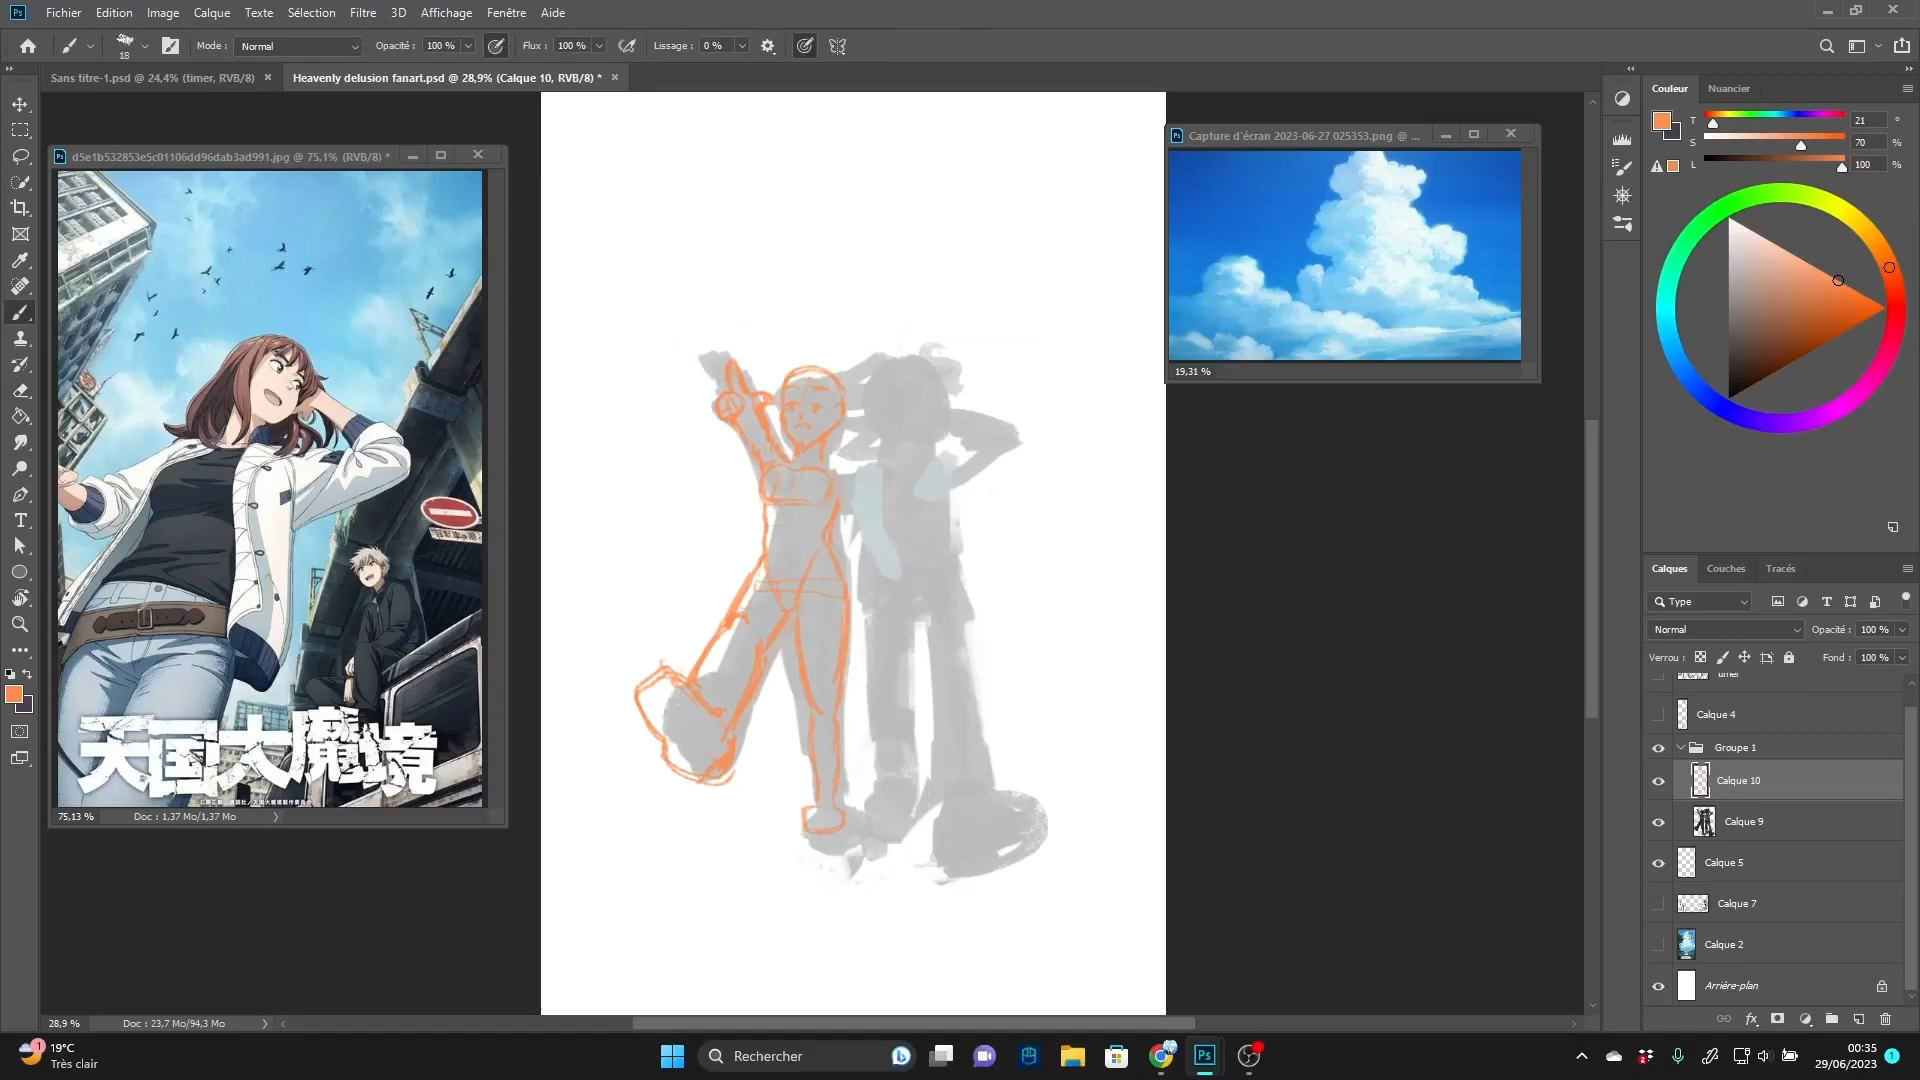 Ps Fichier Edition Image Calque Texte Sélection Filtre 3D Affichage Fenêtre Aide
18 Mode : Normal Opacité : 100 % Flux : 100 % Lissage : 0 %
Sans titre-1.psd @ 24,4% (timer, RVB/8) × Heavenly delusion fanart.psd @ 28,9% (Calque 10, RVB/8) * ×
d5e1b532853e5c01106dd96dab3ad991.jpg @ 75,1% (RVB/8) *
天国大魔境
75,13 % Doc : 1,37 Mo/1,37 Mo
Capture d'écran 2023-06-27 025353.png @ ...
19,31 %
Couleur Nuancier
T 21 °
S 70 %
L 100 %
Calques Couches Tracés
Type
Normal Opacité : 100 %
Verrou : Fond : 100 %
timer
Calque 4
Groupe 1
Calque 10
Calque 9
Calque 5
Calque 7
Calque 2
Arrière-plan
28,9 % Doc : 23,7 Mo/94,3 Mo
1 19°C
Très clair
Rechercher
Ps
00:35
29/06/2023
1